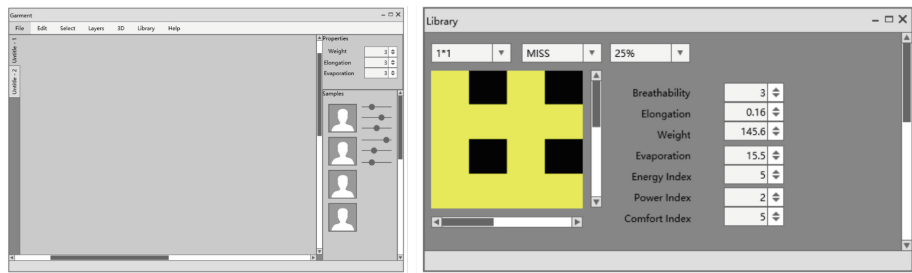 Garment
File Edit Select Layers 3D Library Help
Untitle - 1
Untitle - 2
Properties
Weight 3
Elongation 3
Evaporation 3
Samples
Library
1*1 MISS 25%
Breathability 3
Elongation 0.16
Weight 145.6
Evaporation 15.5
Energy Index 5
Power Index 2
Comfort Index 5